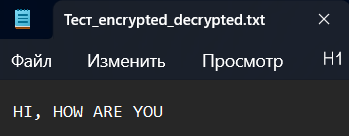 Тест_encrypted_decrypted.txt
Файл Изменить Просмотр H1
HI, HOW ARE YOU